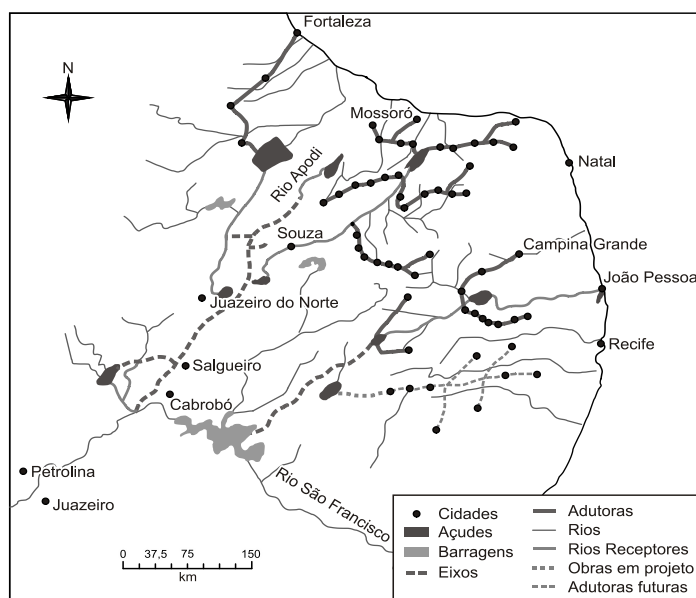 Fortaleza
N
Mossoró
Rio Apodi
Natal
Souza
Campina Grande
João Pessoa
Juazeiro do Norte
Recife
Salgueiro
Cabrobó
Petrolina
Rio São Francisco
Juazeiro
Cidades
Açudes
Barragens
Eixos
Adutoras
Rios
Rios Receptores
Obras em projeto
Adutoras futuras
0 37,5 75 150
km